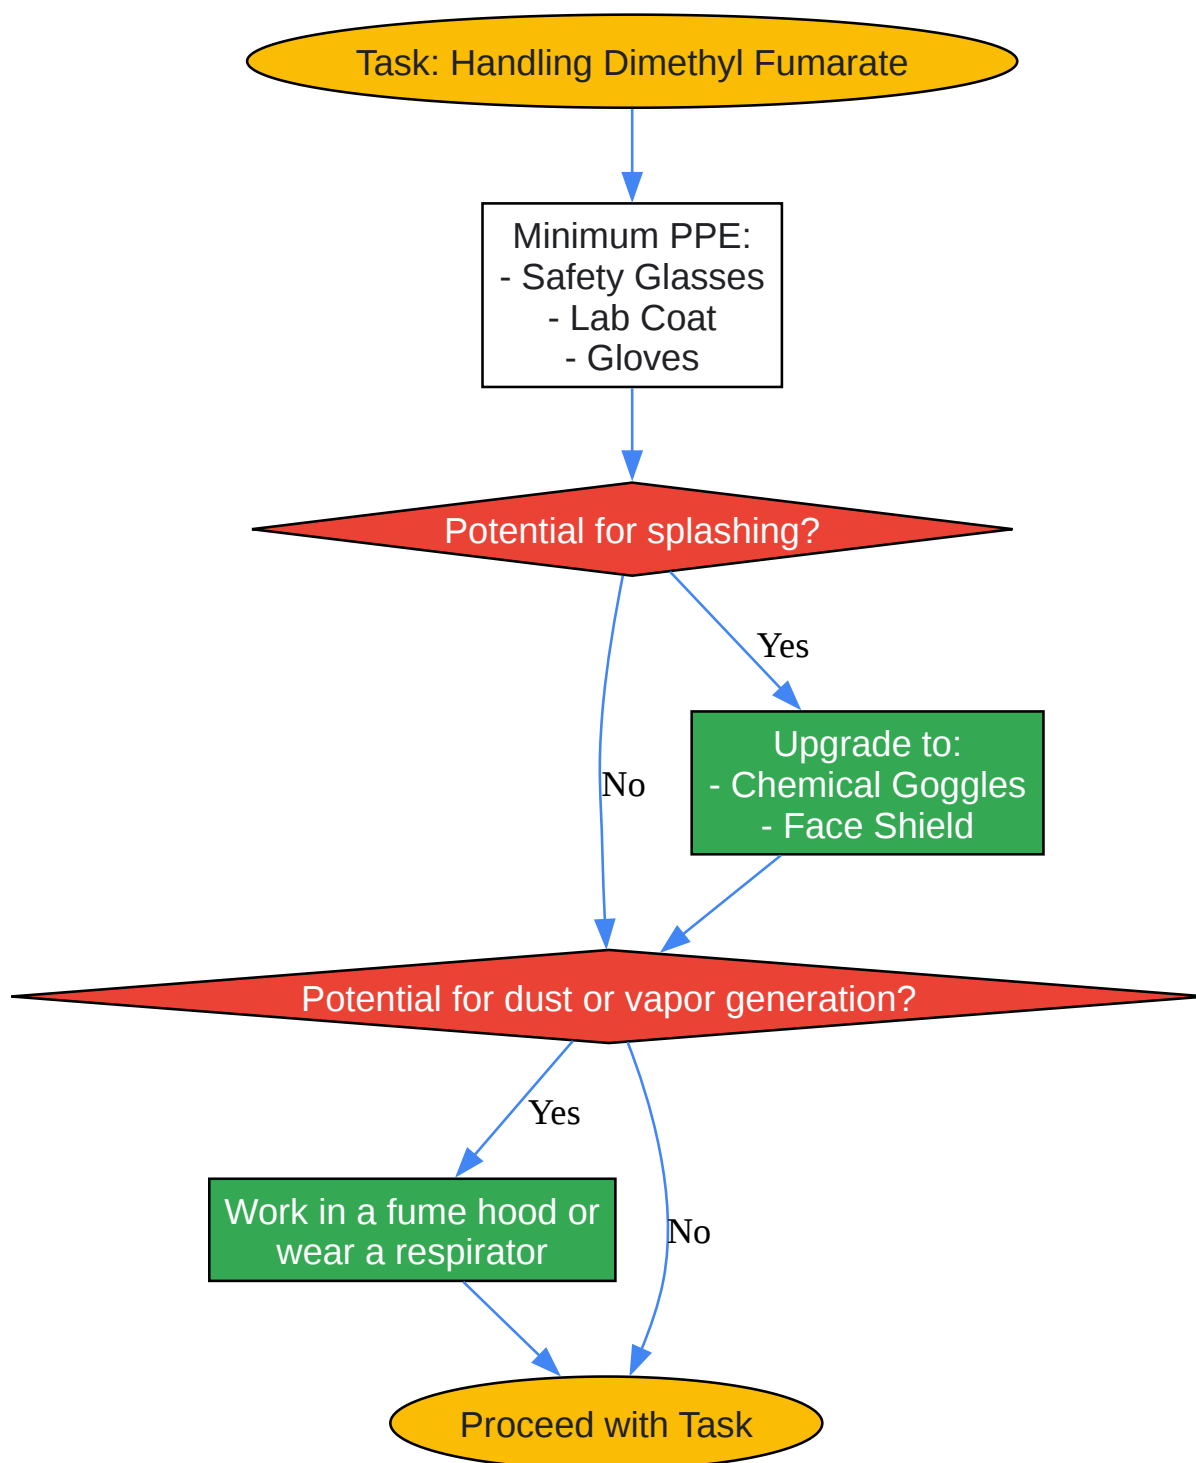 Task: Handling Dimethyl Fumarate
Minimum PPE:
- Safety Glasses
- Lab Coat
- Gloves
Potential for splashing?
Yes
Upgrade to:
- Chemical Goggles
- Face Shield
No
Potential for dust or vapor generation?
Yes
Work in a fume hood or
wear a respirator
No
Proceed with Task